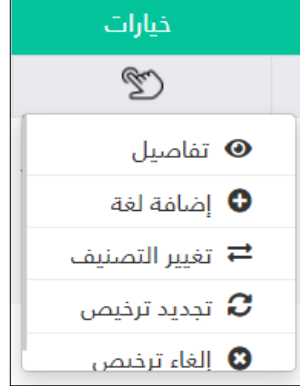 خيارات
تفاصيل
إضافة لغة
تغيير التصنيف
تجديد ترخيص
إلغاء ترخيص